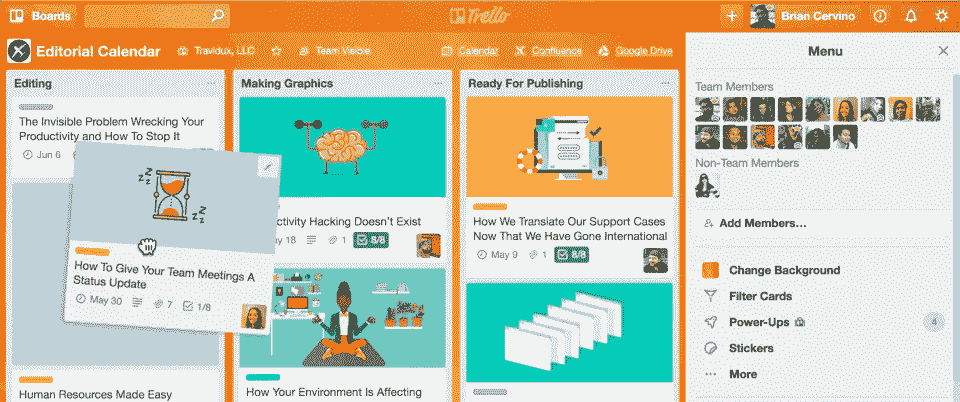 Boards
Trello
Brian Cervino
Editorial Calendar
Travidux, LLC
Team Visible
Calendar
Confluence
Google Drive
Menu
Editing
The Invisible Problem Wrecking Your
Productivity and How To Stop It
Jun 6
zzz
zzz
How To Give Your Team Meetings A
Status Update
May 30
7
1/8
Human Resources Made Easy
Making Graphics
ctivity Hacking Doesn't Exist
ay 18
1
8/8
How Your Environment Is Affecting
Ready For Publishing
How We Translate Our Support Cases
Now That We Have Gone International
May 9
1
8/8
Team Members
Non-Team Members
Add Members...
Change Background
Filter Cards
Power-Ups
4
Stickers
More